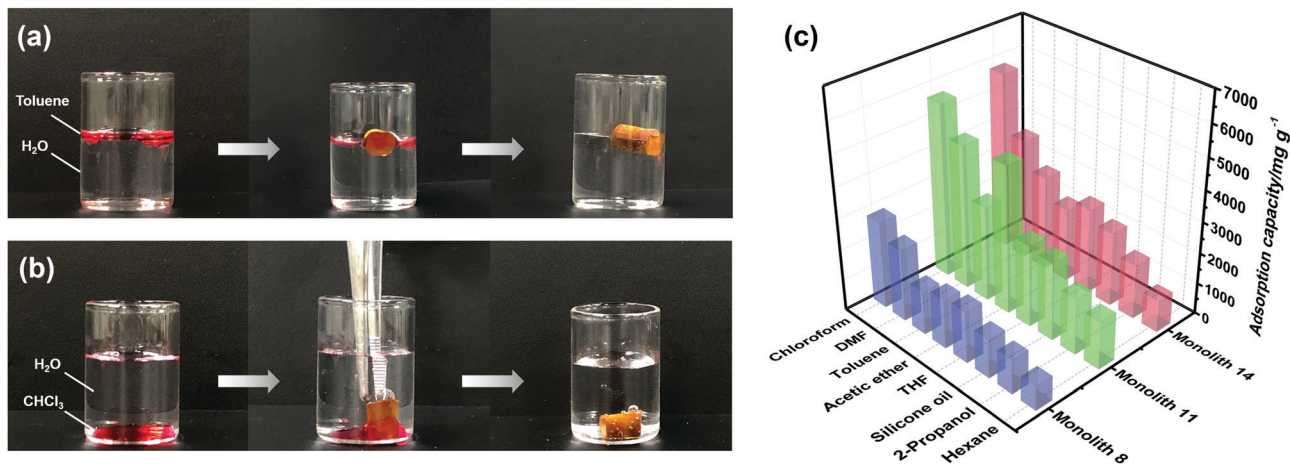 (a)
Toluene
H₂O
(b)
H₂O
CHCl₃
(c)
7000
6000
5000
4000
3000
2000
1000
0
Adsorption capacity/mg g⁻¹
Chloroform
DMF
Toluene
Acetic ether
THF
Silicone oil
2-Propanol
Hexane
Monolith 8
Monolith 11
Monolith 14